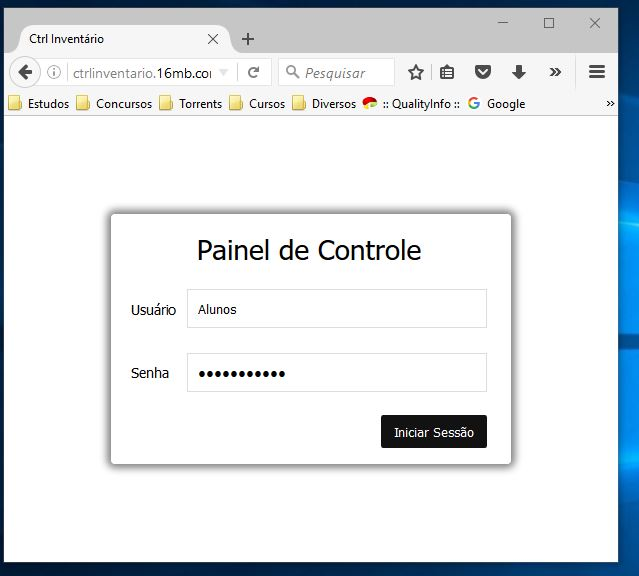 Ctrl Inventário
ctrlinventario.16mb.cor
Pesquisar
Estudos Concursos Torrents Cursos Diversos :: QualityInfo :: Google
Painel de Controle
Usuário Alunos
Senha •••••••••••
Iniciar Sessão